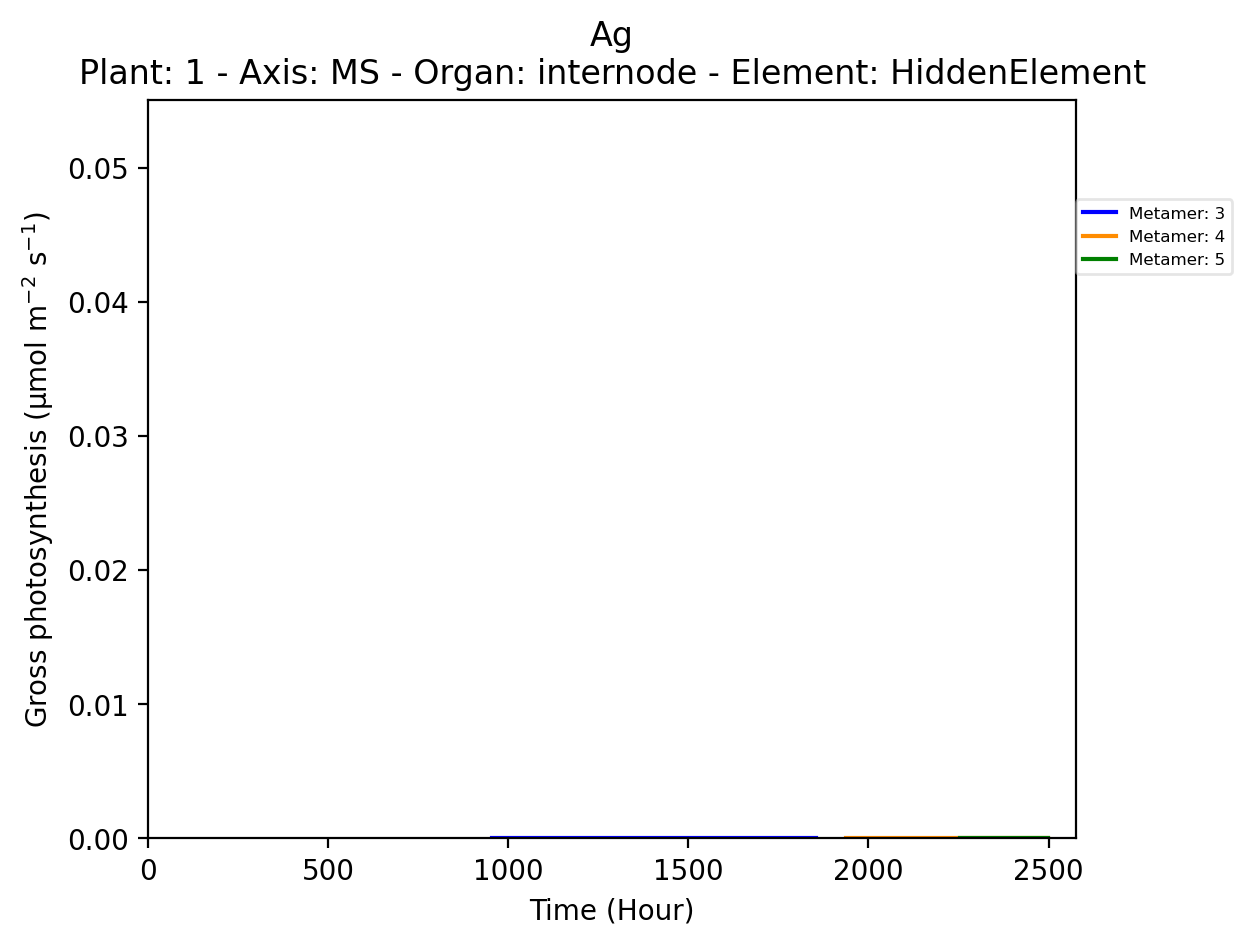 Ag
Plant: 1 - Axis: MS - Organ: internode - Element: HiddenElement
Gross photosynthesis (µmol m⁻² s⁻¹)
0.05
0.04
0.03
0.02
0.01
0.00
0 500 1000 1500 2000 2500
Time (Hour)
Metamer: 3
Metamer: 4
Metamer: 5